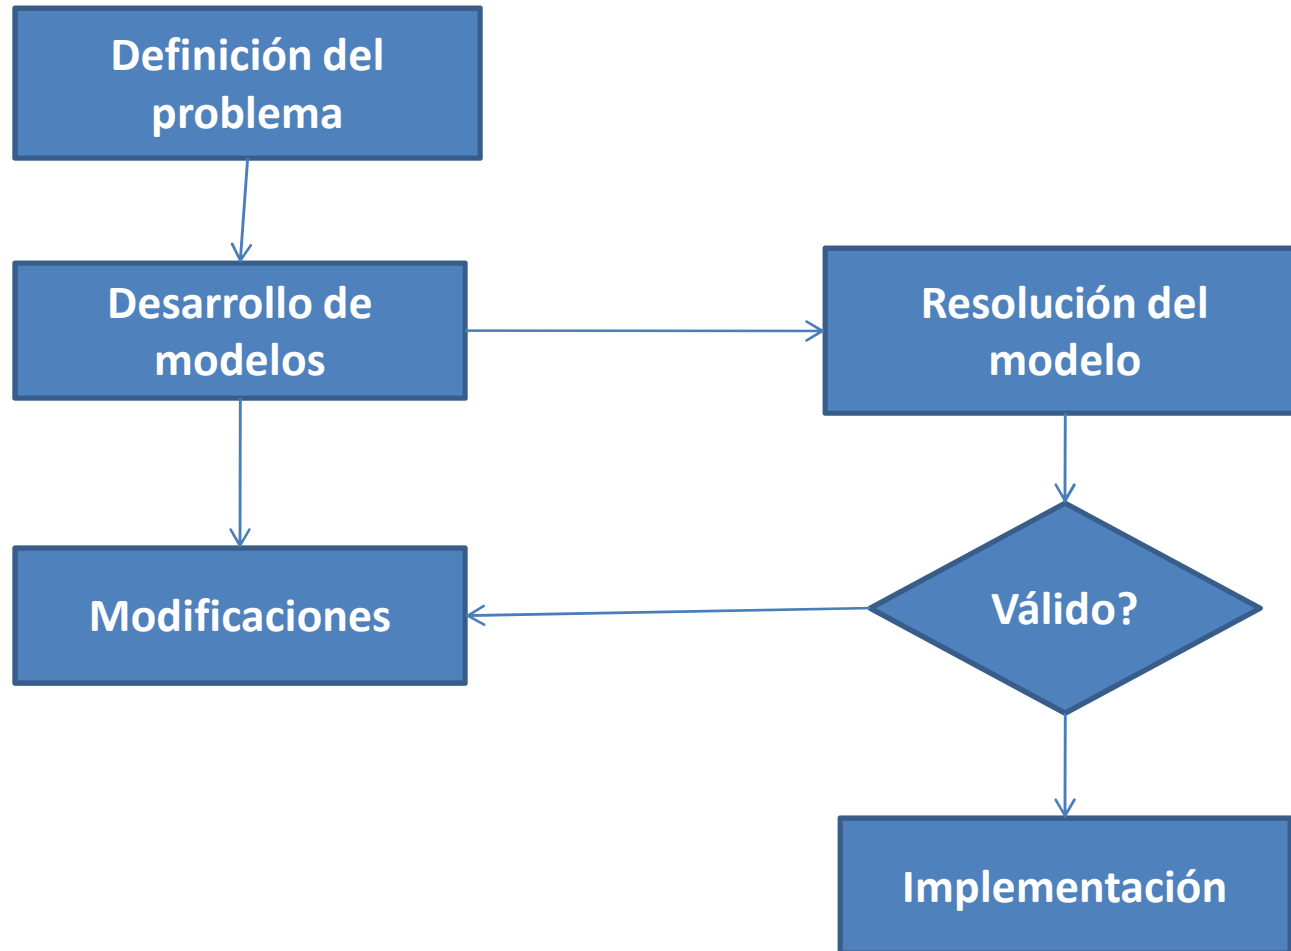 Definición del
problema
Desarrollo de
modelos
Resolución del
modelo
Modificaciones
Válido?
Implementación